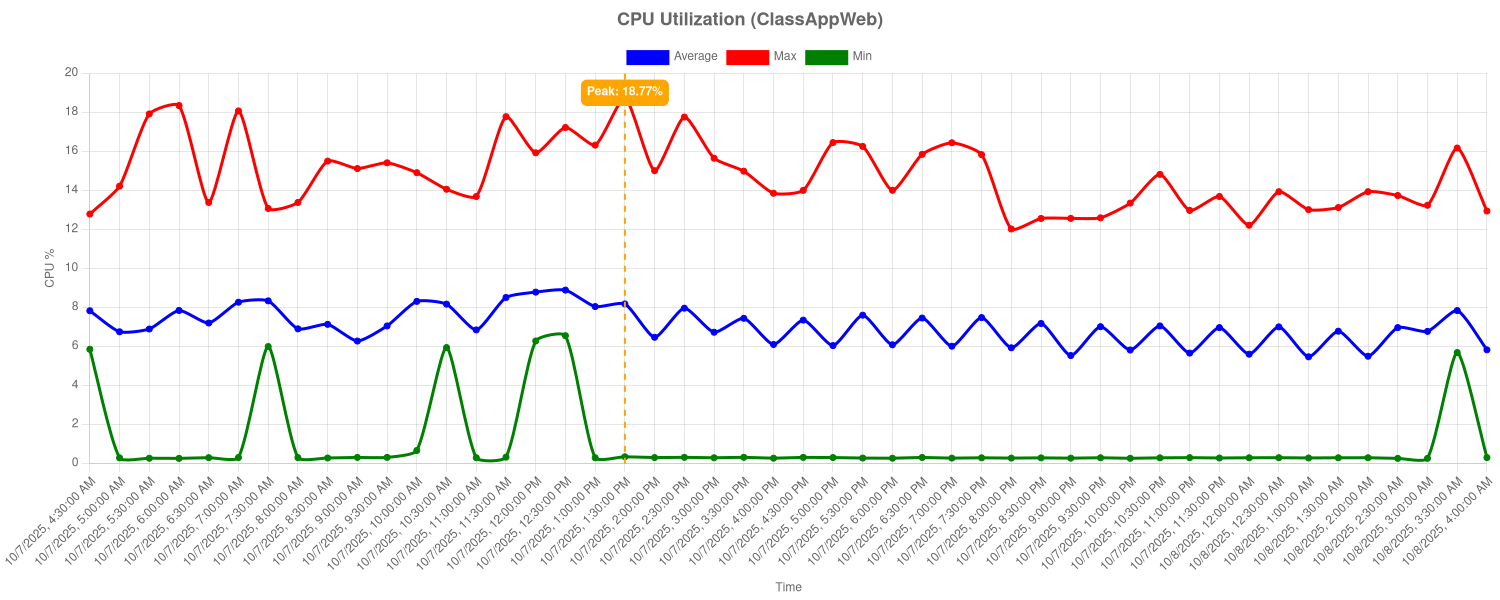 CPU Utilization (ClassAppWeb)
Average Max Min
Peak: 18.77%
CPU %
20
18
16
14
12
10
8
6
4
2
0
10/7/2025, 4:30:00 AM
10/7/2025, 5:00:00 AM
10/7/2025, 5:30:00 AM
10/7/2025, 6:00:00 AM
10/7/2025, 6:30:00 AM
10/7/2025, 7:00:00 AM
10/7/2025, 7:30:00 AM
10/7/2025, 8:00:00 AM
10/7/2025, 8:30:00 AM
10/7/2025, 9:00:00 AM
10/7/2025, 9:30:00 AM
10/7/2025, 10:00:00 AM
10/7/2025, 10:30:00 AM
10/7/2025, 11:00:00 AM
10/7/2025, 11:30:00 AM
10/7/2025, 12:00:00 PM
10/7/2025, 12:30:00 PM
10/7/2025, 1:00:00 PM
10/7/2025, 1:30:00 PM
10/7/2025, 2:00:00 PM
10/7/2025, 2:30:00 PM
10/7/2025, 3:00:00 PM
10/7/2025, 3:30:00 PM
10/7/2025, 4:00:00 PM
10/7/2025, 4:30:00 PM
10/7/2025, 5:00:00 PM
10/7/2025, 5:30:00 PM
10/7/2025, 6:00:00 PM
10/7/2025, 6:30:00 PM
10/7/2025, 7:00:00 PM
10/7/2025, 7:30:00 PM
10/7/2025, 8:00:00 PM
10/7/2025, 8:30:00 PM
10/7/2025, 9:00:00 PM
10/7/2025, 9:30:00 PM
10/7/2025, 10:00:00 PM
10/7/2025, 10:30:00 PM
10/7/2025, 11:00:00 PM
10/7/2025, 11:30:00 PM
10/8/2025, 12:00:00 AM
10/8/2025, 12:30:00 AM
10/8/2025, 1:00:00 AM
10/8/2025, 1:30:00 AM
10/8/2025, 2:00:00 AM
10/8/2025, 2:30:00 AM
10/8/2025, 3:00:00 AM
10/8/2025, 3:30:00 AM
10/8/2025, 4:00:00 AM
Time